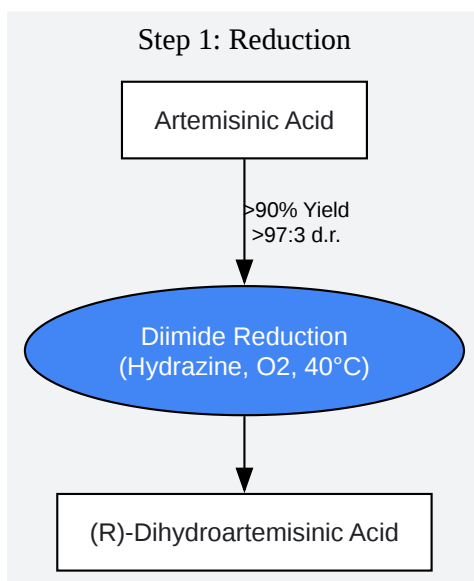 Step 1: Reduction
Artemisinic Acid
>90% Yield
>97:3 d.r.
Diimide Reduction
(Hydrazine, O2, 40°C)
(R)-Dihydroartemisinic Acid